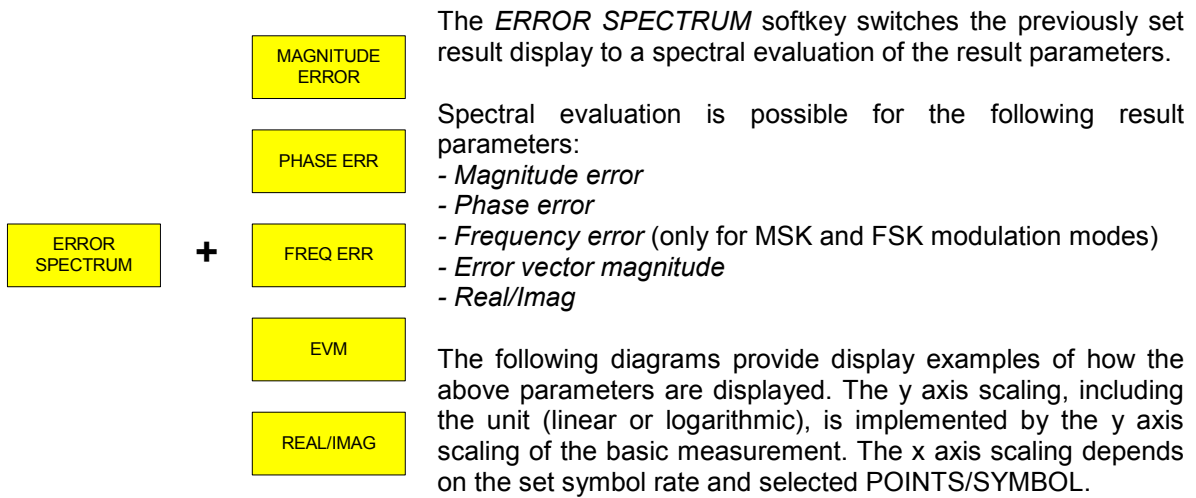 ERROR
SPECTRUM
+
MAGNITUDE
ERROR
PHASE ERR
FREQ ERR
EVM
REAL/IMAG
The ERROR SPECTRUM softkey switches the previously set
result display to a spectral evaluation of the result parameters.
Spectral evaluation is possible for the following result
parameters:
- Magnitude error
- Phase error
- Frequency error (only for MSK and FSK modulation modes)
- Error vector magnitude
- Real/Imag
The following diagrams provide display examples of how the
above parameters are displayed. The y axis scaling, including
the unit (linear or logarithmic), is implemented by the y axis
scaling of the basic measurement. The x axis scaling depends
on the set symbol rate and selected POINTS/SYMBOL.